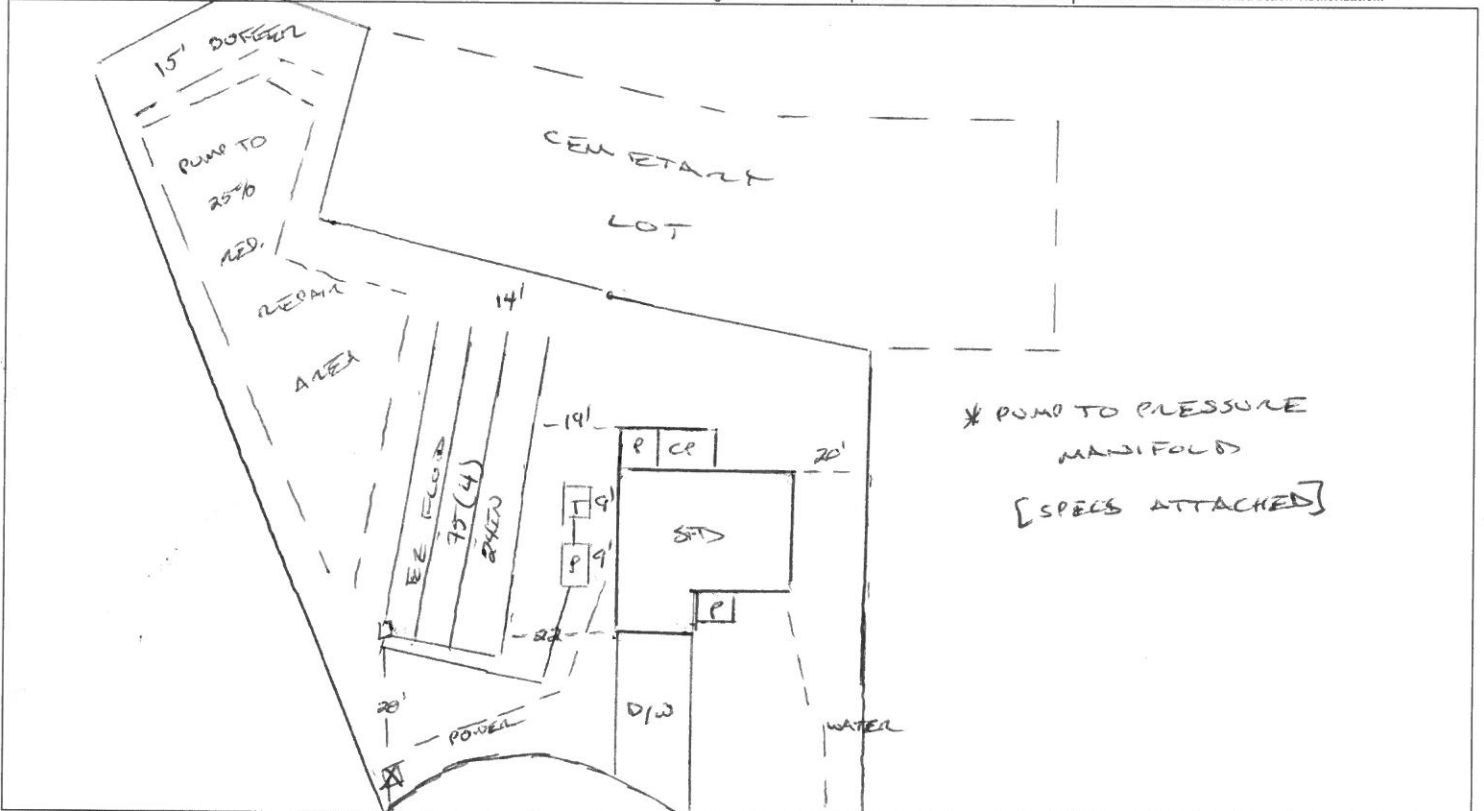 15' BUFFER
PUMP TO
25%
RED.
REPAIR
AREA
CEMETARY
LOT
14'
19'
P
CP
20'
EZ FLOW
75 (4)
24IN
T
9'
P
9'
SFD
P
22
* PUMP TO PRESSURE
MANIFOLD
[SPECS ATTACHED]
20'
POWER
D/W
WATER